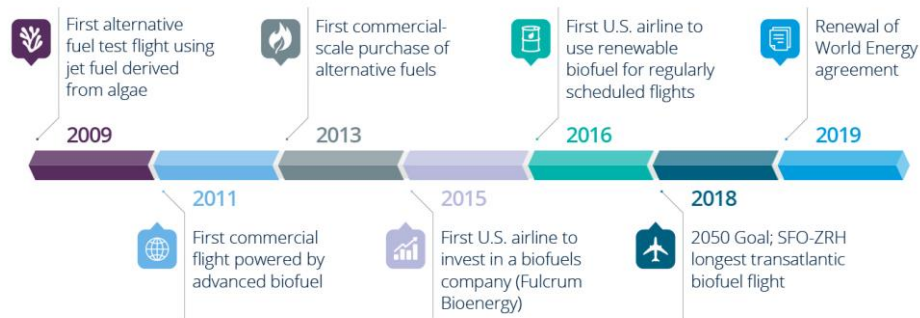 First alternative
fuel test flight using
jet fuel derived
from algae
2009
First commercial
flight powered by
advanced biofuel
2011
First commercial-
scale purchase of
alternative fuels
2013
2015
First U.S. airline to
invest in a biofuels
company (Fulcrum
Bioenergy)
First U.S. airline to
use renewable
biofuel for regularly
scheduled flights
2016
2018
2050 Goal; SFO-ZRH
longest transatlantic
biofuel flight
Renewal of
World Energy
agreement
2019